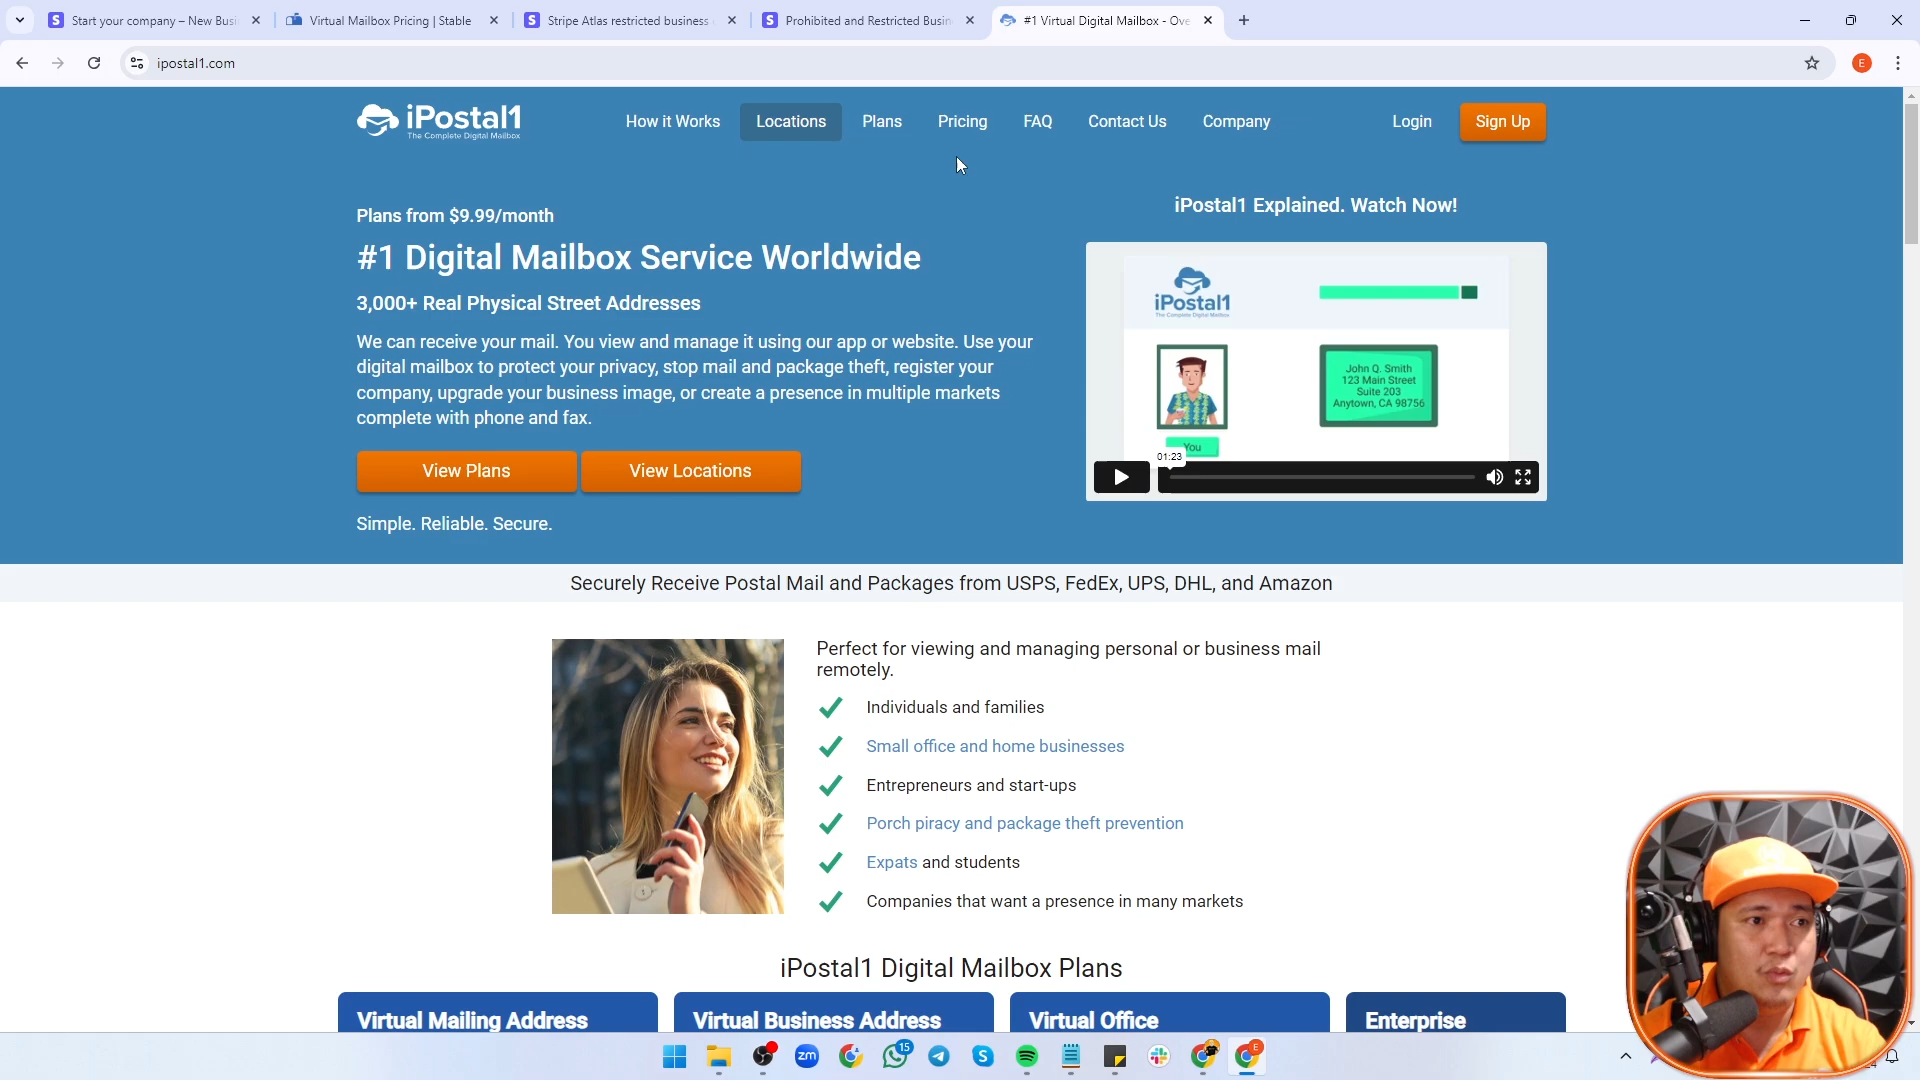 Start your company – New Busi
Virtual Mailbox Pricing | Stable
Stripe Atlas restricted business
Prohibited and Restricted Busin
#1 Virtual Digital Mailbox - Ove
ipostal1.com
E
iPostal1
The Complete Digital Mailbox
How it Works
Locations
Plans
Pricing
FAQ
Contact Us
Company
Login
Sign Up
Plans from $9.99/month
#1 Digital Mailbox Service Worldwide
3,000+ Real Physical Street Addresses
We can receive your mail. You view and manage it using our app or website. Use your
digital mailbox to protect your privacy, stop mail and package theft, register your
company, upgrade your business image, or create a presence in multiple markets
complete with phone and fax.
View Plans
View Locations
Simple. Reliable. Secure.
iPostal1 Explained. Watch Now!
iPostal1
The Complete Digital Mailbox
John Q. Smith
123 Main Street
Suite 203
Anytown, CA 98756
You
01:23
Securely Receive Postal Mail and Packages from USPS, FedEx, UPS, DHL, and Amazon
Perfect for viewing and managing personal or business mail
remotely.
Individuals and families
Small office and home businesses
Entrepreneurs and start-ups
Porch piracy and package theft prevention
Expats and students
Companies that want a presence in many markets
iPostal1 Digital Mailbox Plans
Virtual Mailing Address
Virtual Business Address
Virtual Office
Enterprise
zm
15
E